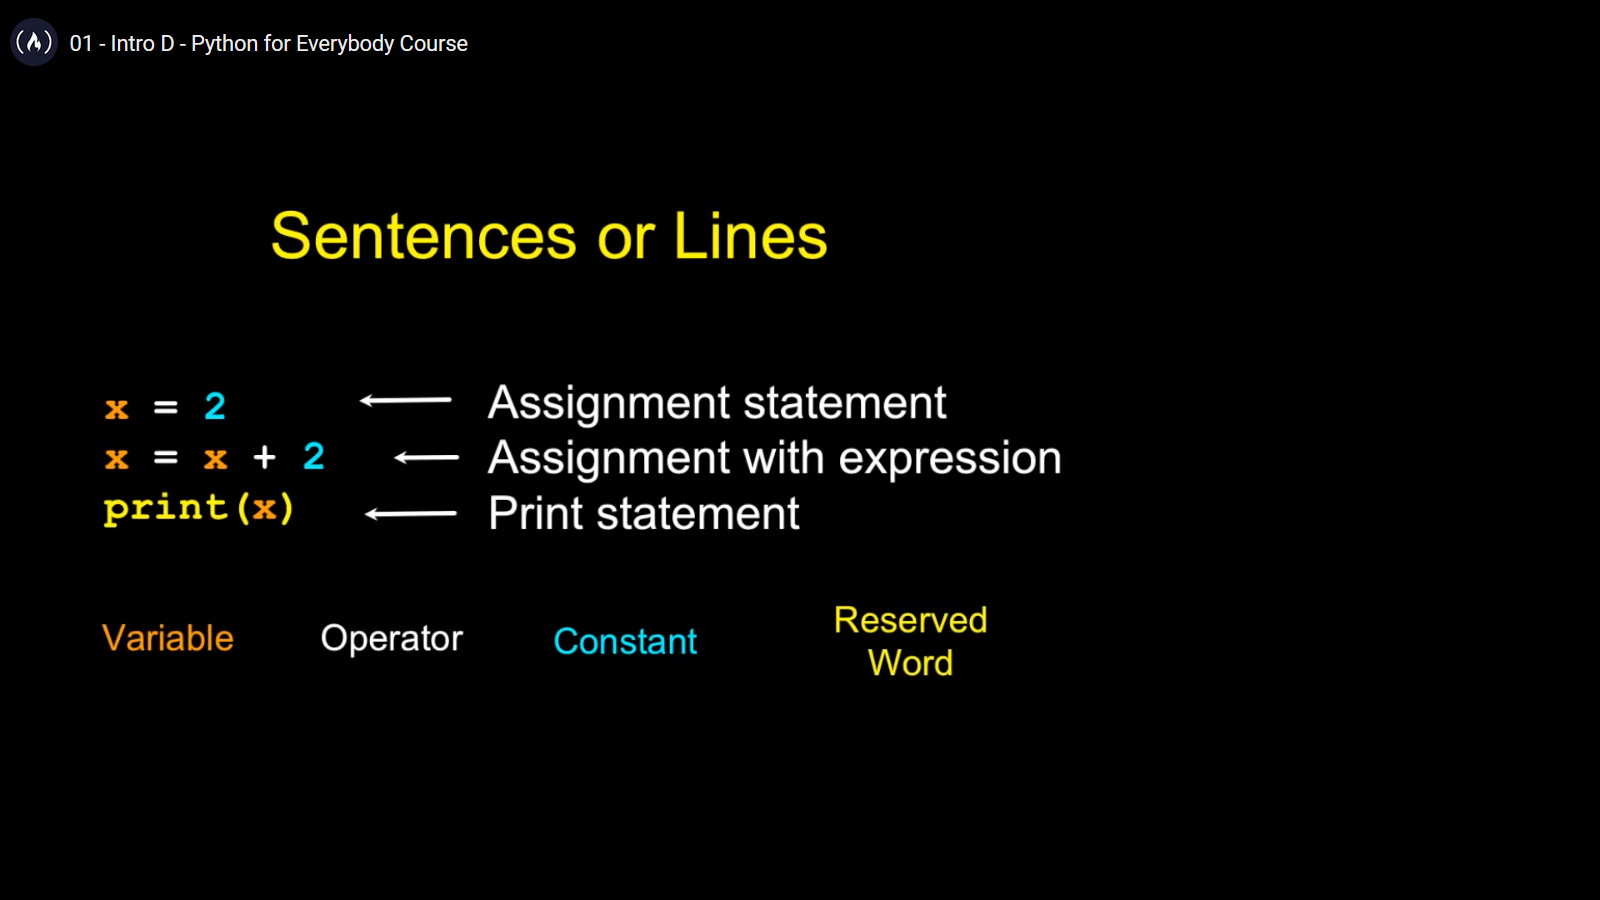 01 - Intro D - Python for Everybody Course
Sentences or Lines
x = 2 Assignment statement
x = x + 2 Assignment with expression
print(x) Print statement
Variable Operator Constant Reserved Word